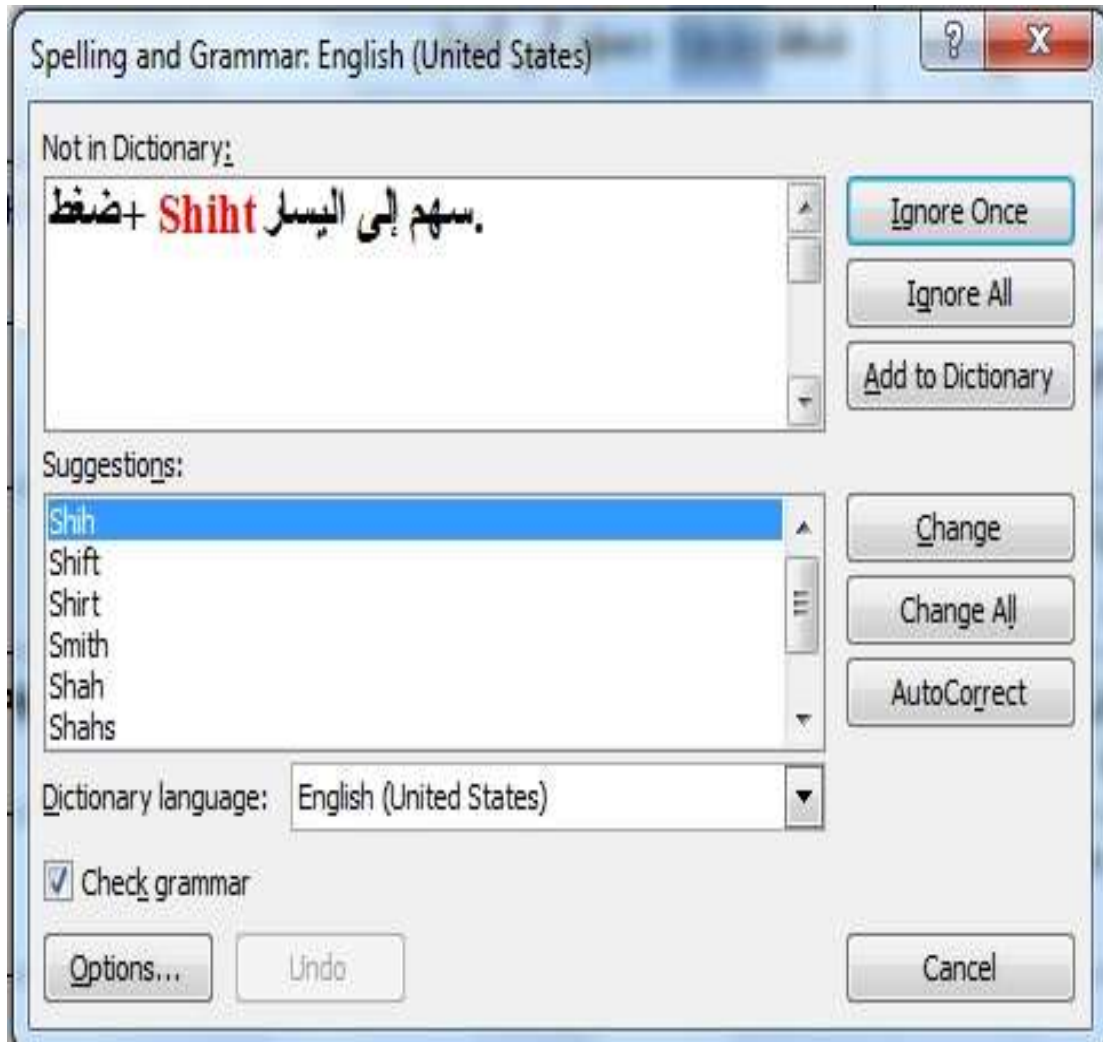 Spelling and Grammar: English (United States)
Not in Dictionary:
ضغط+ Shiht سهم إلى اليسار.
Ignore Once
Ignore All
Add to Dictionary
Suggestions:
Shih
Shift
Shirt
Smith
Shah
Shahs
Change
Change All
AutoCorrect
Dictionary language: English (United States)
Check grammar
Options... Undo Cancel